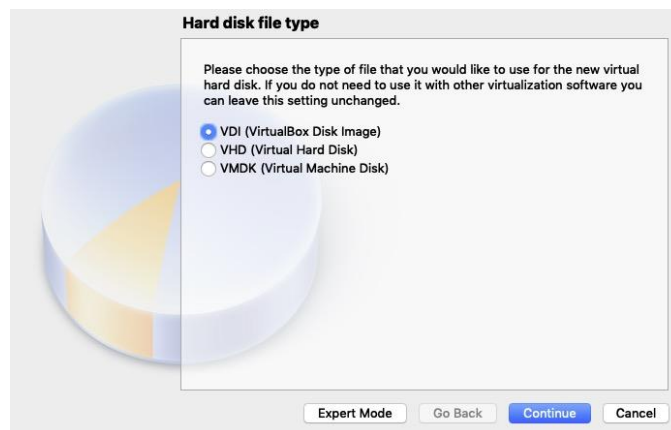 Hard disk file type
Please choose the type of file that you would like to use for the new virtual
hard disk. If you do not need to use it with other virtualization software you
can leave this setting unchanged.
VDI (VirtualBox Disk Image)
VHD (Virtual Hard Disk)
VMDK (Virtual Machine Disk)
Expert Mode Go Back Continue Cancel